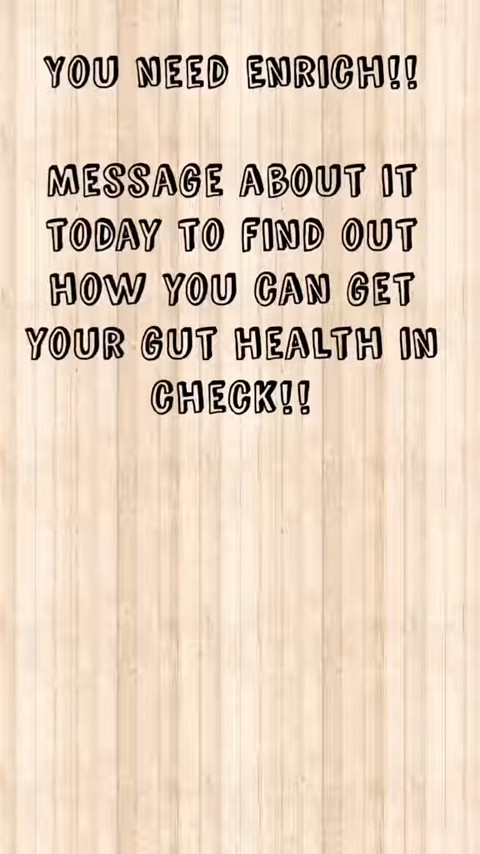 YOU NEED ENRICH!!
MESSAGE ABOUT IT
TODAY TO FIND OUT
HOW YOU CAN GET
YOUR GUT HEALTH IN
CHECK!!